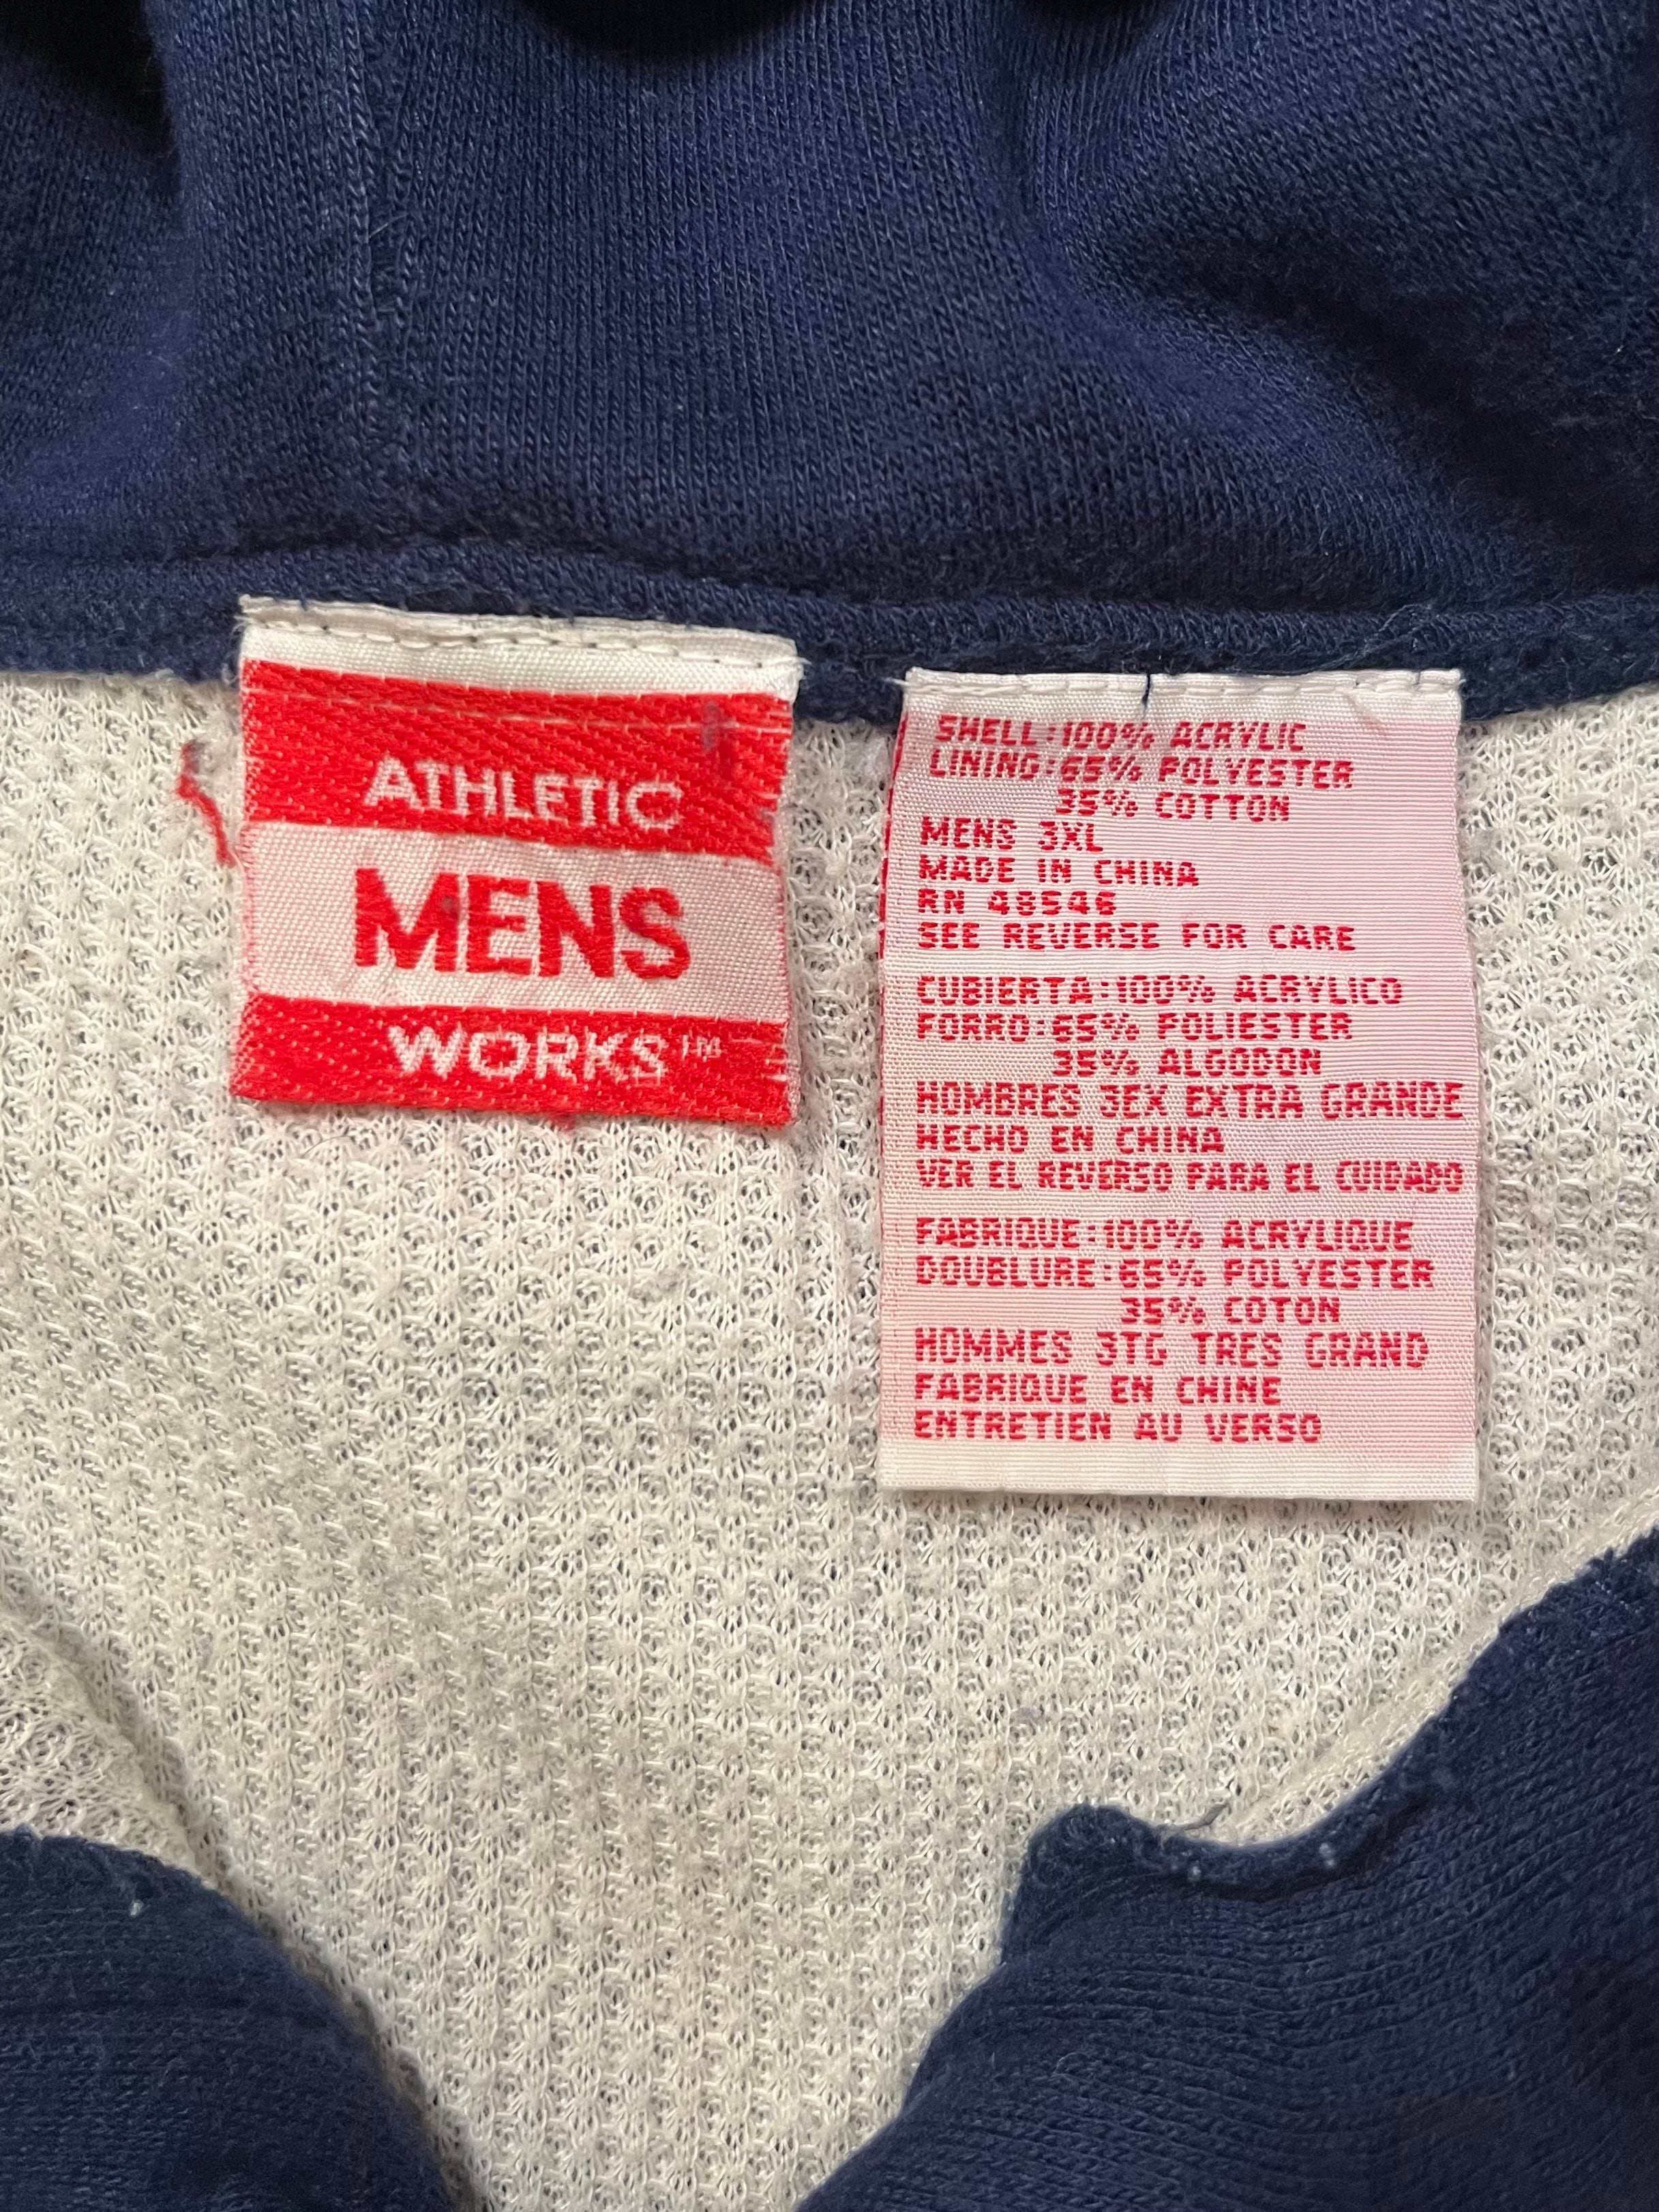 ATHLETIC
MENS
WORKS™
SHELL:100% ACRYLIC
LINING:65% POLYESTER
35% COTTON
MENS 3XL
MADE IN CHINA
RN 48546
SEE REVERSE FOR CARE
CUBIERTA:100% ACRYLICO
FORRO:65% POLIESTER
35% ALGODON
HOMBRES 3EX EXTRA GRANDE
HECHO EN CHINA
VER EL REVERSO PARA EL CUIDADO
FABRIQUE:100% ACRYLIQUE
DOUBLURE:65% POLYESTER
35% COTON
HOMMES 3TG TRES GRAND
FABRIQUE EN CHINE
ENTRETIEN AU VERSO